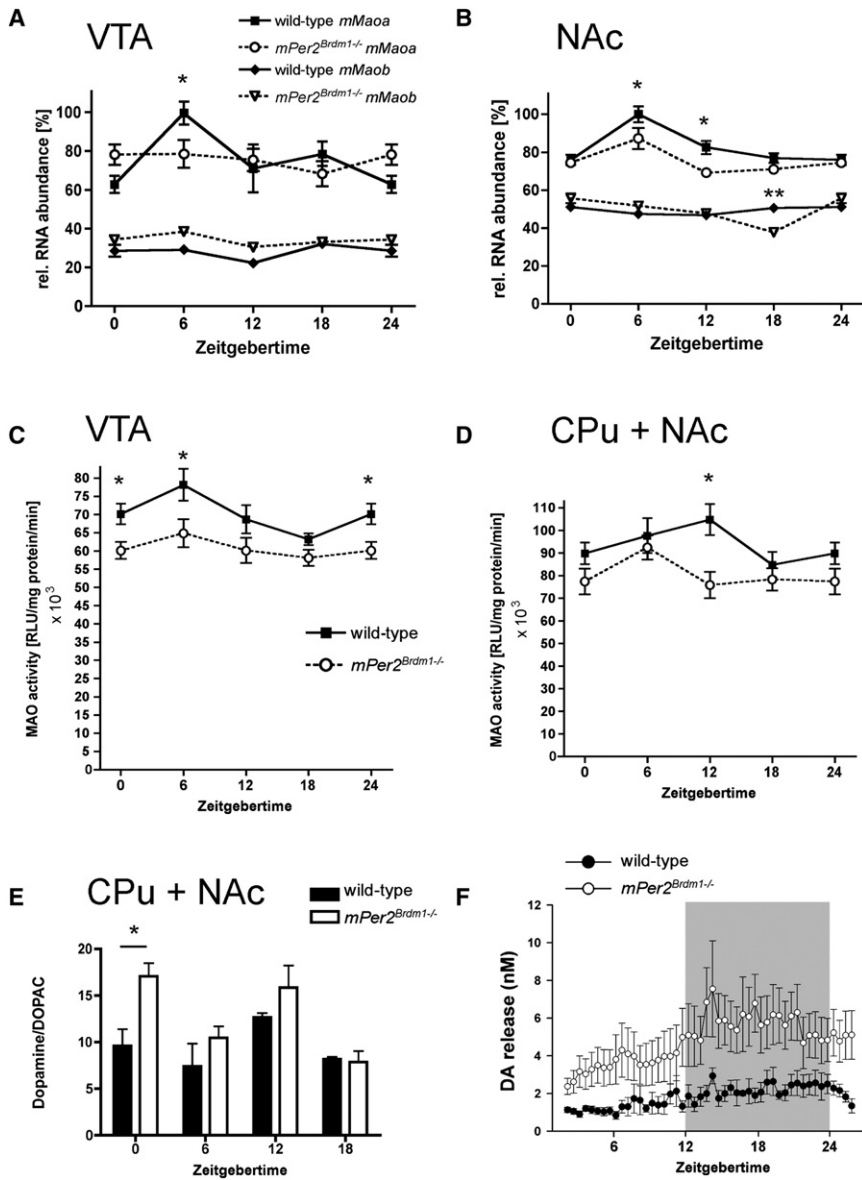 A VTA
wild-type mMaoa
mPer2Brdm1-/- mMaoa
wild-type mMaob
mPer2Brdm1-/- mMaob
*
rel. RNA abundance [%]
100
80
60
40
20
0
0 6 12 18 24
Zeitgebertime
B NAc
*
*
**
rel. RNA abundance [%]
100
80
60
40
20
0
0 6 12 18 24
Zeitgebertime
C VTA
* * *
MAO activity [RLU/mg protein/min]
x 103
80
75
70
65
60
55
50
45
40
35
30
25
20
15
10
5
0
wild-type
mPer2Brdm1-/-
0 6 12 18 24
Zeitgebertime
D CPu + NAc
*
MAO activity [RLU/mg protein/min]
x 103
110
100
90
80
70
60
50
40
30
20
10
0
0 6 12 18 24
Zeitgebertime
E CPu + NAc
wild-type
mPer2Brdm1-/-
*
Dopamine/DOPAC
20
15
10
5
0
0 6 12 18
Zeitgebertime
F
wild-type
mPer2Brdm1-/-
DA release (nM)
12
10
8
6
4
2
0
6 12 18 24
Zeitgebertime